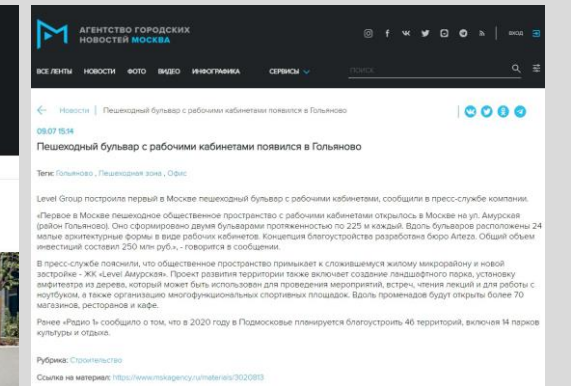 АГЕНТСТВО ГОРОДСКИХ
НОВОСТЕЙ МОСКВА
ВХОД
ВСЕ ЛЕНТЫ НОВОСТИ ФОТО ВИДЕО ИНФОГРАФИКА СЕРВИСЫ ПОИСК
← Новости | Пешеходный бульвар с рабочими кабинетами появился в Гольяново
09.07 15:14
Пешеходный бульвар с рабочими кабинетами появился в Гольяново
Теги: Гольяново , Пешеходная зона , Офис
Level Group построила первый в Москве пешеходный бульвар с рабочими кабинетами, сообщили в пресс-службе компании.
«Первое в Москве пешеходное общественное пространство с рабочими кабинетами открылось в Москве на ул. Амурская
(район Гольяново). Оно сформировано двумя бульварами протяженностью по 225 м каждый. Вдоль бульваров расположены 24
малые архитектурные формы в виде рабочих кабинетов. Концепция благоустройства разработана бюро Arteza. Общий объем
инвестиций составил 250 млн руб.», - говорится в сообщении.
В пресс-службе пояснили, что общественное пространство примыкает к сложившемуся жилому микрорайону и новой
застройке - ЖК «Level Амурская». Проект развития территории также включает создание ландшафтного парка, установку
амфитеатра из дерева, который может быть использован для проведения мероприятий, встреч, чтения лекций и для работы с
ноутбуком, а также организацию многофункциональных спортивных площадок. Вдоль променадов будут открыты более 70
магазинов, ресторанов и кафе.
Ранее «Радио 1» сообщило о том, что в 2020 году в Подмосковье планируется благоустроить 46 территорий, включая 14 парков
культуры и отдыха.
Рубрика: Строительство
Ссылка на материал: https://www.mskagency.ru/materials/3020813